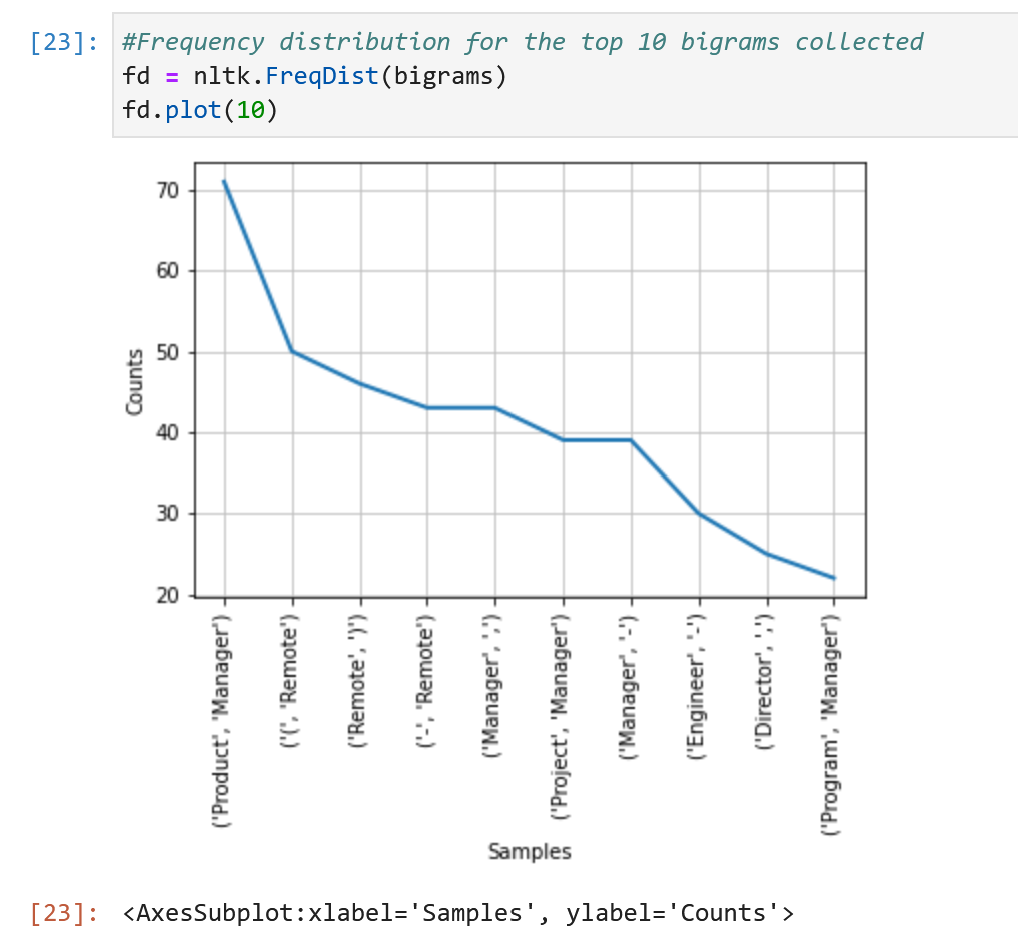 [23]: #Frequency distribution for the top 10 bigrams collected
fd = nltk.FreqDist(bigrams)
fd.plot(10)
70
60
50
40
30
20
Counts
('Product', 'Manager')
('(', 'Remote')
('Remote', ')')
('-', 'Remote')
('Manager', ',')
('Project', 'Manager')
('Manager', '-')
('Engineer', '-')
('Director', ',')
('Program', 'Manager')
Samples
[23]: <AxesSubplot:xlabel='Samples', ylabel='Counts'>